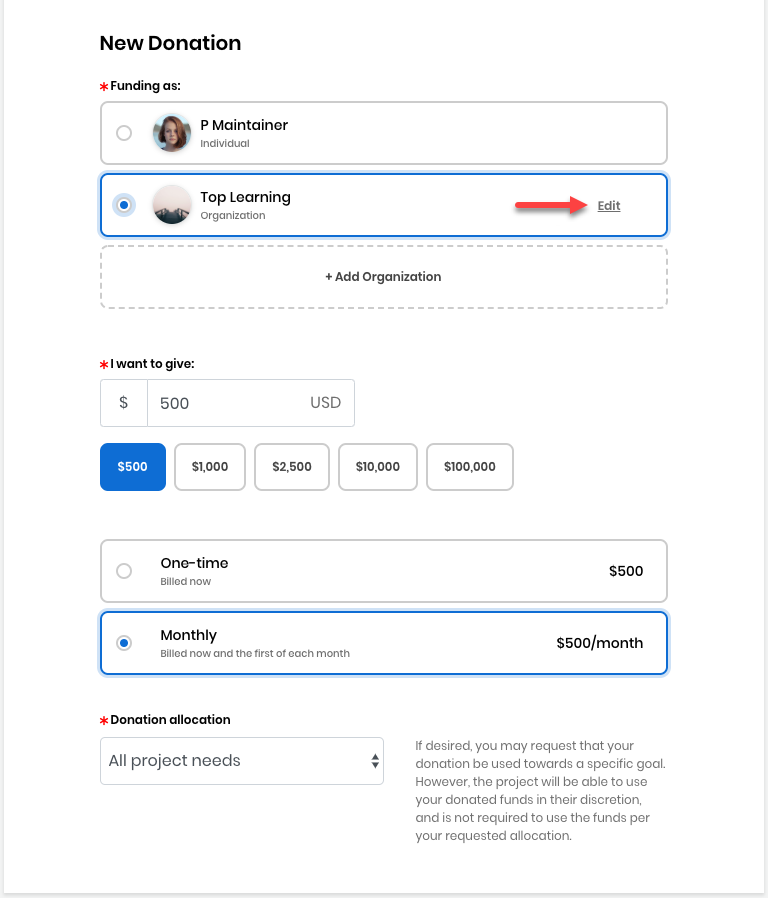 New Donation
* Funding as:
P Maintainer
Individual
Top Learning
Organization
Edit
+ Add Organization
* I want to give:
$ 500 USD
$500 $1,000 $2,500 $10,000 $100,000
One-time
Billed now
$500
Monthly
Billed now and the first of each month
$500/month
* Donation allocation
All project needs
If desired, you may request that your
donation be used towards a specific goal.
However, the project will be able to use
your donated funds in their discretion,
and is not required to use the funds per
your requested allocation.